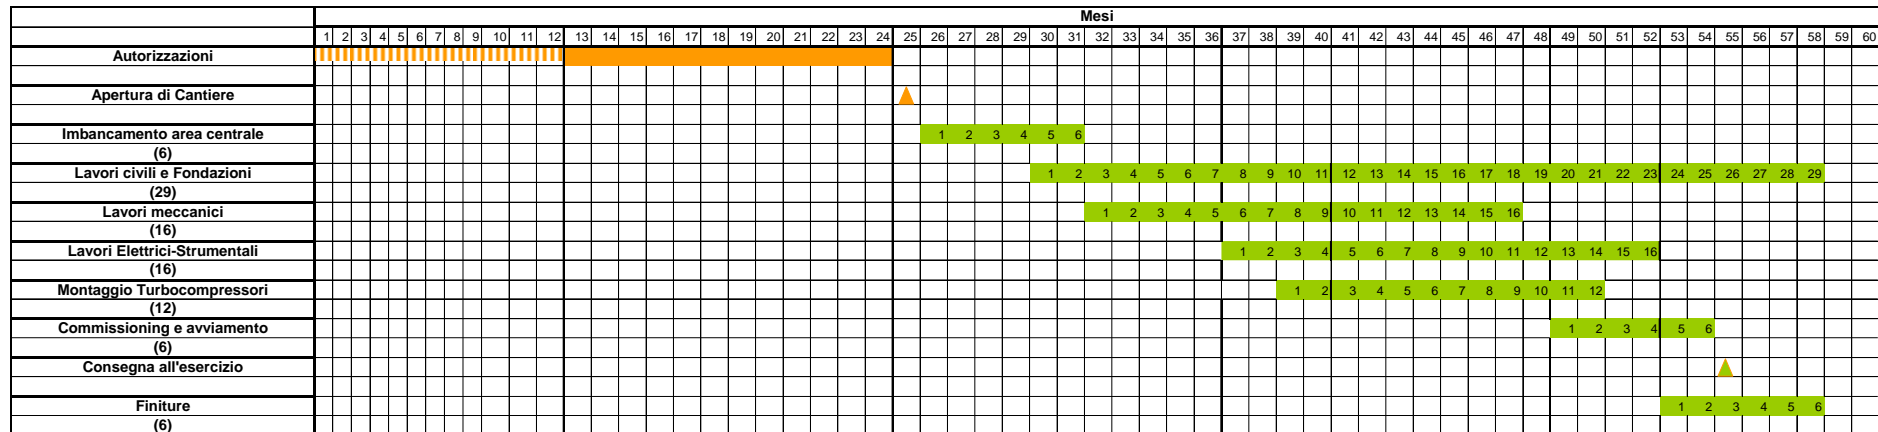 Mesi
1 2 3 4 5 6 7 8 9 10 11 12 13 14 15 16 17 18 19 20 21 22 23 24 25 26 27 28 29 30 31 32 33 34 35 36 37 38 39 40 41 42 43 44 45 46 47 48 49 50 51 52 53 54 55 56 57 58 59 60
Autorizzazioni
Apertura di Cantiere
Imbancamento area centrale 1 2 3 4 5 6
(6)
Lavori civili e Fondazioni 1 2 3 4 5 6 7 8 9 10 11 12 13 14 15 16 17 18 19 20 21 22 23 24 25 26 27 28 29
(29)
Lavori meccanici 1 2 3 4 5 6 7 8 9 10 11 12 13 14 15 16
(16)
Lavori Elettrici-Strumentali 1 2 3 4 5 6 7 8 9 10 11 12 13 14 15 16
(16)
Montaggio Turbocompressori 1 2 3 4 5 6 7 8 9 10 11 12
(12)
Commissioning e avviamento 1 2 3 4 5 6
(6)
Consegna all'esercizio
Finiture 1 2 3 4 5 6
(6)